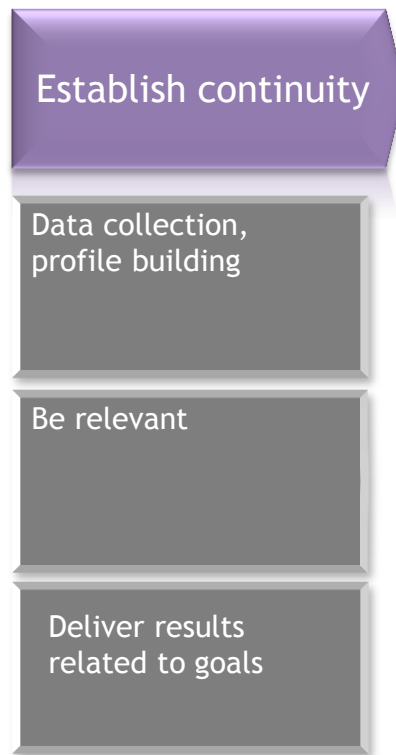 Establish continuity
Data collection,
profile building
Be relevant
Deliver results
related to goals